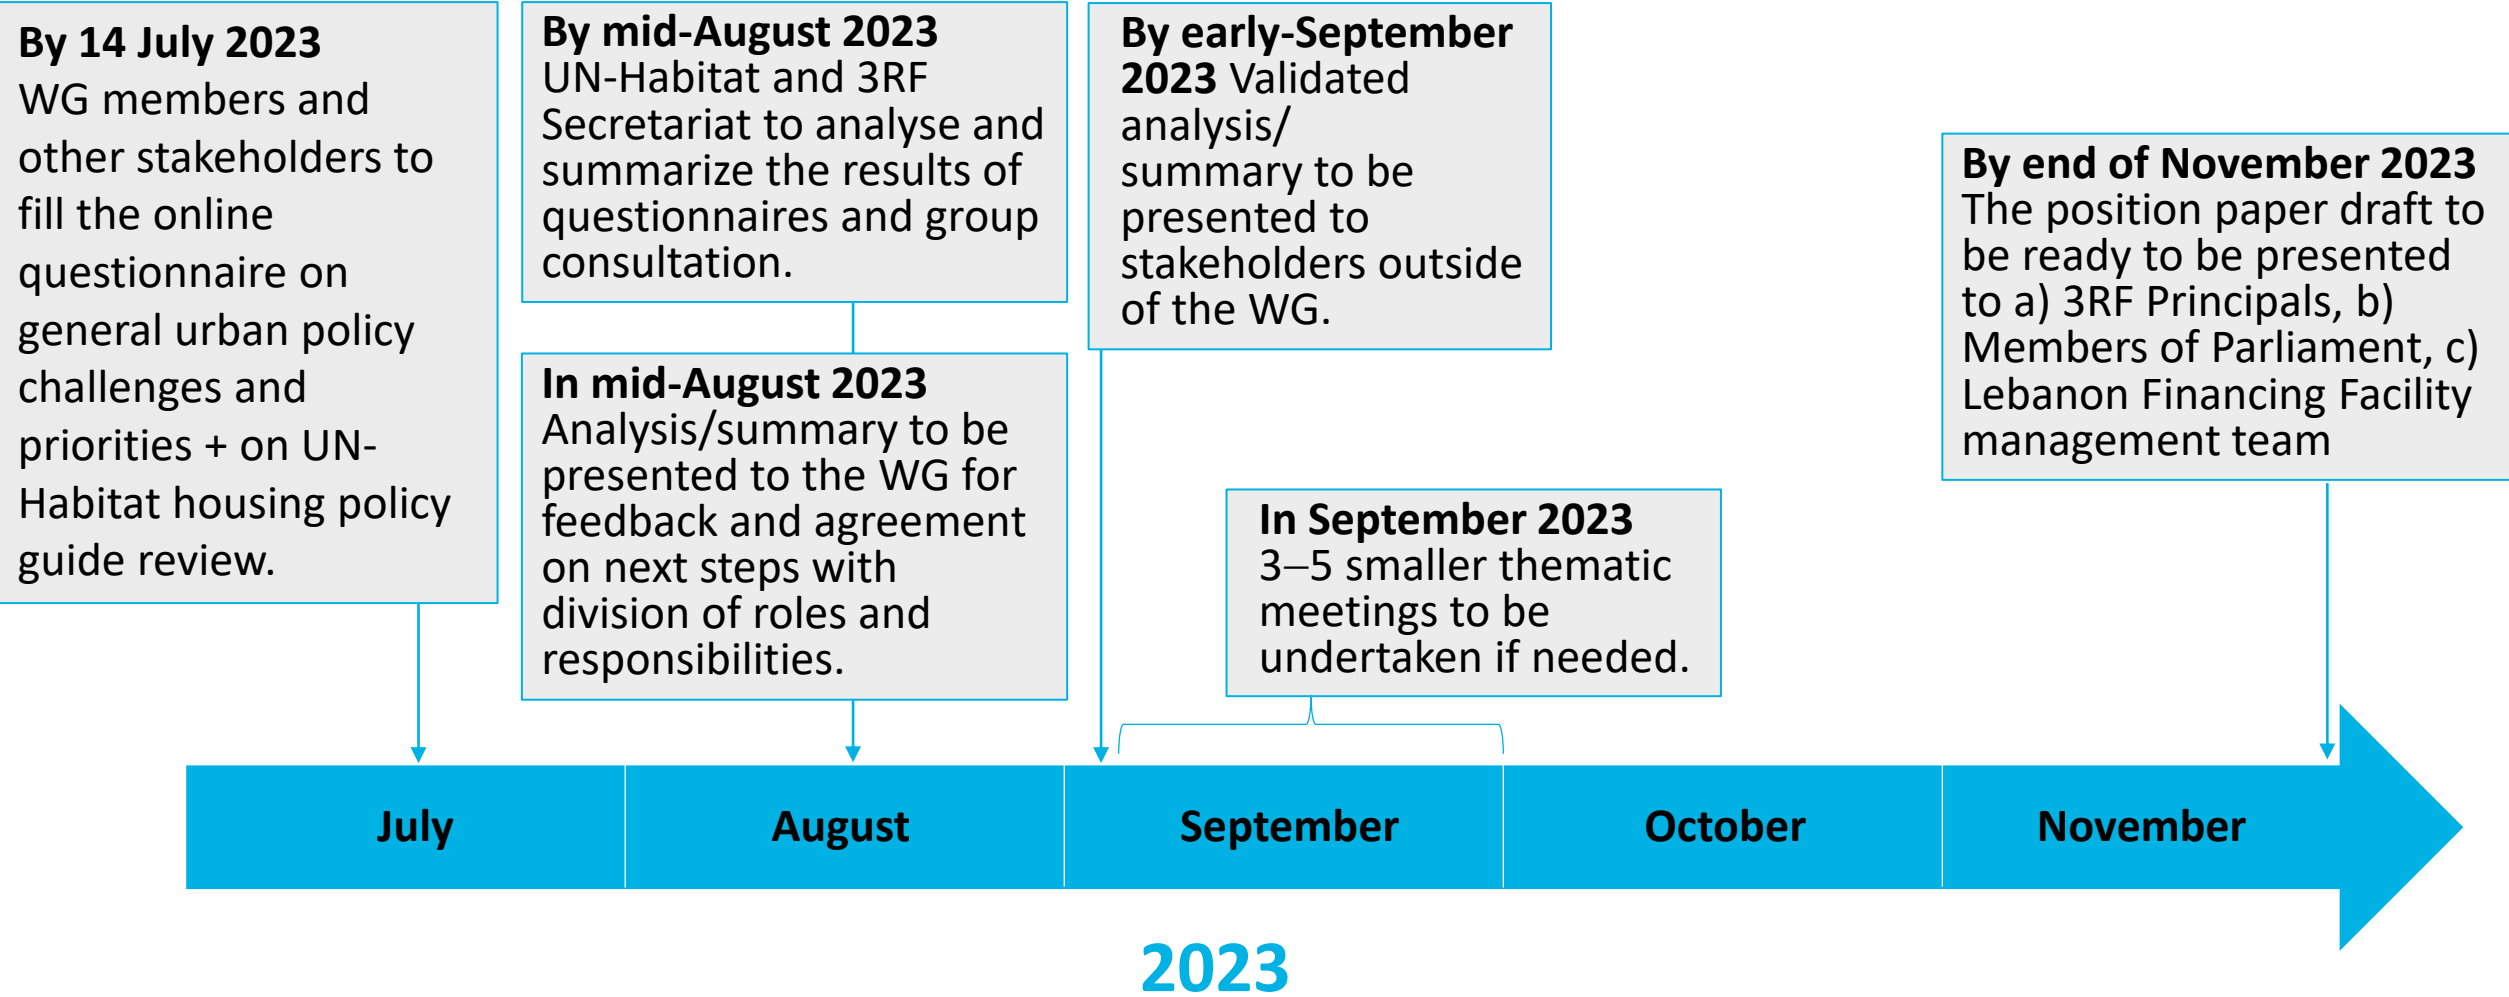 By 14 July 2023
WG members and
other stakeholders to
fill the online
questionnaire on
general urban policy
challenges and
priorities + on UN-
Habitat housing policy
guide review.
By mid-August 2023
UN-Habitat and 3RF
Secretariat to analyse and
summarize the results of
questionnaires and group
consultation.
In mid-August 2023
Analysis/summary to be
presented to the WG for
feedback and agreement
on next steps with
division of roles and
responsibilities.
By early-September
2023 Validated
analysis/
summary to be
presented to
stakeholders outside
of the WG.
In September 2023
3–5 smaller thematic
meetings to be
undertaken if needed.
By end of November 2023
The position paper draft to
be ready to be presented
to a) 3RF Principals, b)
Members of Parliament, c)
Lebanon Financing Facility
management team
July
August
September
October
November
2023